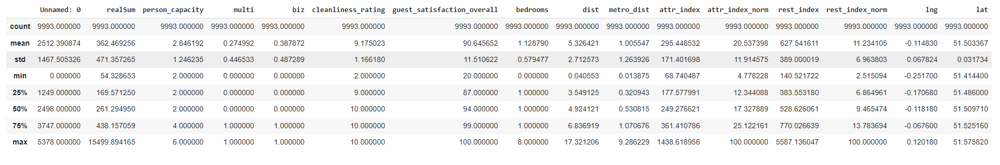 Unnamed: 0 realSum person_capacity multi biz cleanliness_rating guest_satisfaction_overall bedrooms dist metro_dist attr_index attr_index_norm rest_index rest_index_norm lng lat
count 9993.000000 9993.000000 9993.000000 9993.000000 9993.000000 9993.000000 9993.000000 9993.000000 9993.000000 9993.000000 9993.000000 9993.000000 9993.000000 9993.000000 9993.000000 9993.000000
mean 2512.390874 362.469256 2.846192 0.274992 0.387872 9.175023 90.645652 1.128790 5.326421 1.005547 295.448532 20.537398 627.541611 11.234105 -0.114830 51.503367
std 1467.505326 471.357265 1.246235 0.446533 0.487289 1.166180 11.510622 0.579477 2.712573 1.263926 171.401698 11.914575 389.000019 6.963803 0.067824 0.031734
min 0.000000 54.328653 2.000000 0.000000 0.000000 2.000000 20.000000 0.000000 0.040553 0.013875 68.740487 4.778228 140.521722 2.515094 -0.251700 51.414400
25% 1249.000000 169.571250 2.000000 0.000000 0.000000 9.000000 87.000000 1.000000 3.549125 0.320943 177.577991 12.344088 383.553180 6.864961 -0.170680 51.486000
50% 2498.000000 261.294950 2.000000 0.000000 0.000000 10.000000 94.000000 1.000000 4.924121 0.530815 249.276621 17.327889 528.626061 9.465474 -0.118180 51.509710
75% 3747.000000 438.157059 4.000000 1.000000 1.000000 10.000000 99.000000 1.000000 6.836919 1.070676 361.410786 25.122161 770.026639 13.783694 -0.067600 51.525160
max 5378.000000 15499.894165 6.000000 1.000000 1.000000 10.000000 100.000000 8.000000 17.321206 9.286229 1438.618956 100.000000 5587.136047 100.000000 0.120180 51.575820